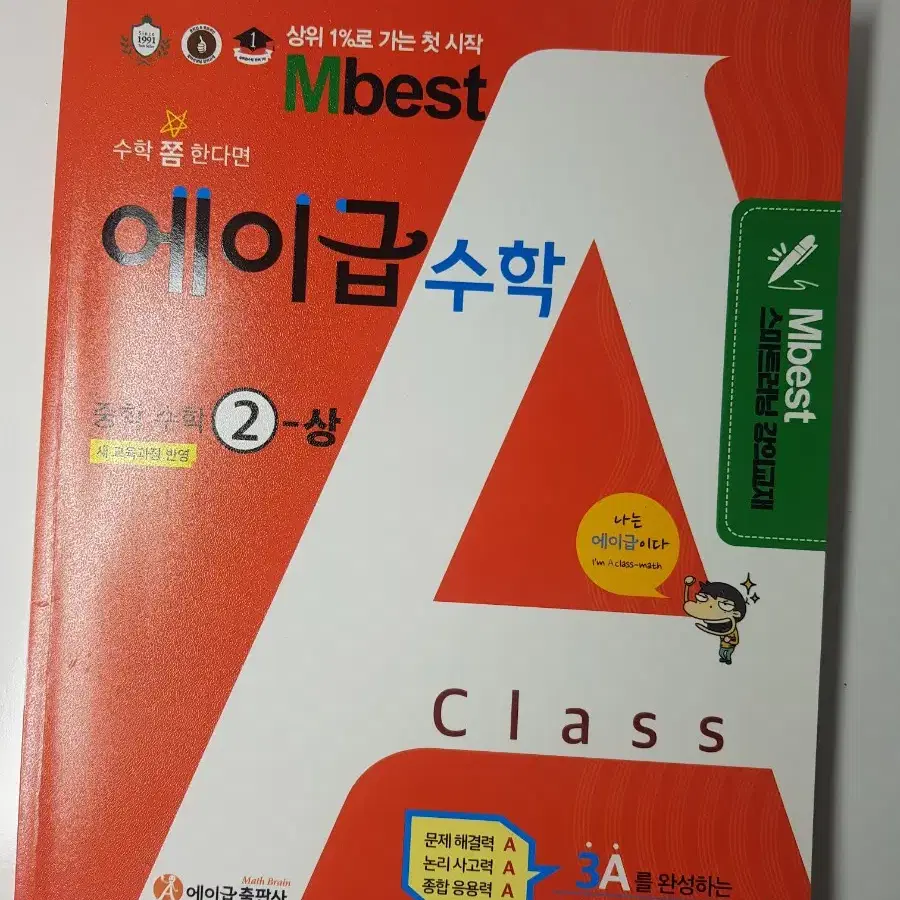 Since
1991
1
상위 1%로 가는 첫 시작
Mbest
수학 쫌 한다면
에이급 수학
중학 수학 2-상
새 교육과정 반영
Mbest
스마트러닝 강의교재
나는
에이급이다
I'm A class-math
Class
문제 해결력 A
논리 사고력 A
종합 응용력 A
3A를 완성하는
Math Brain
에이급출판사